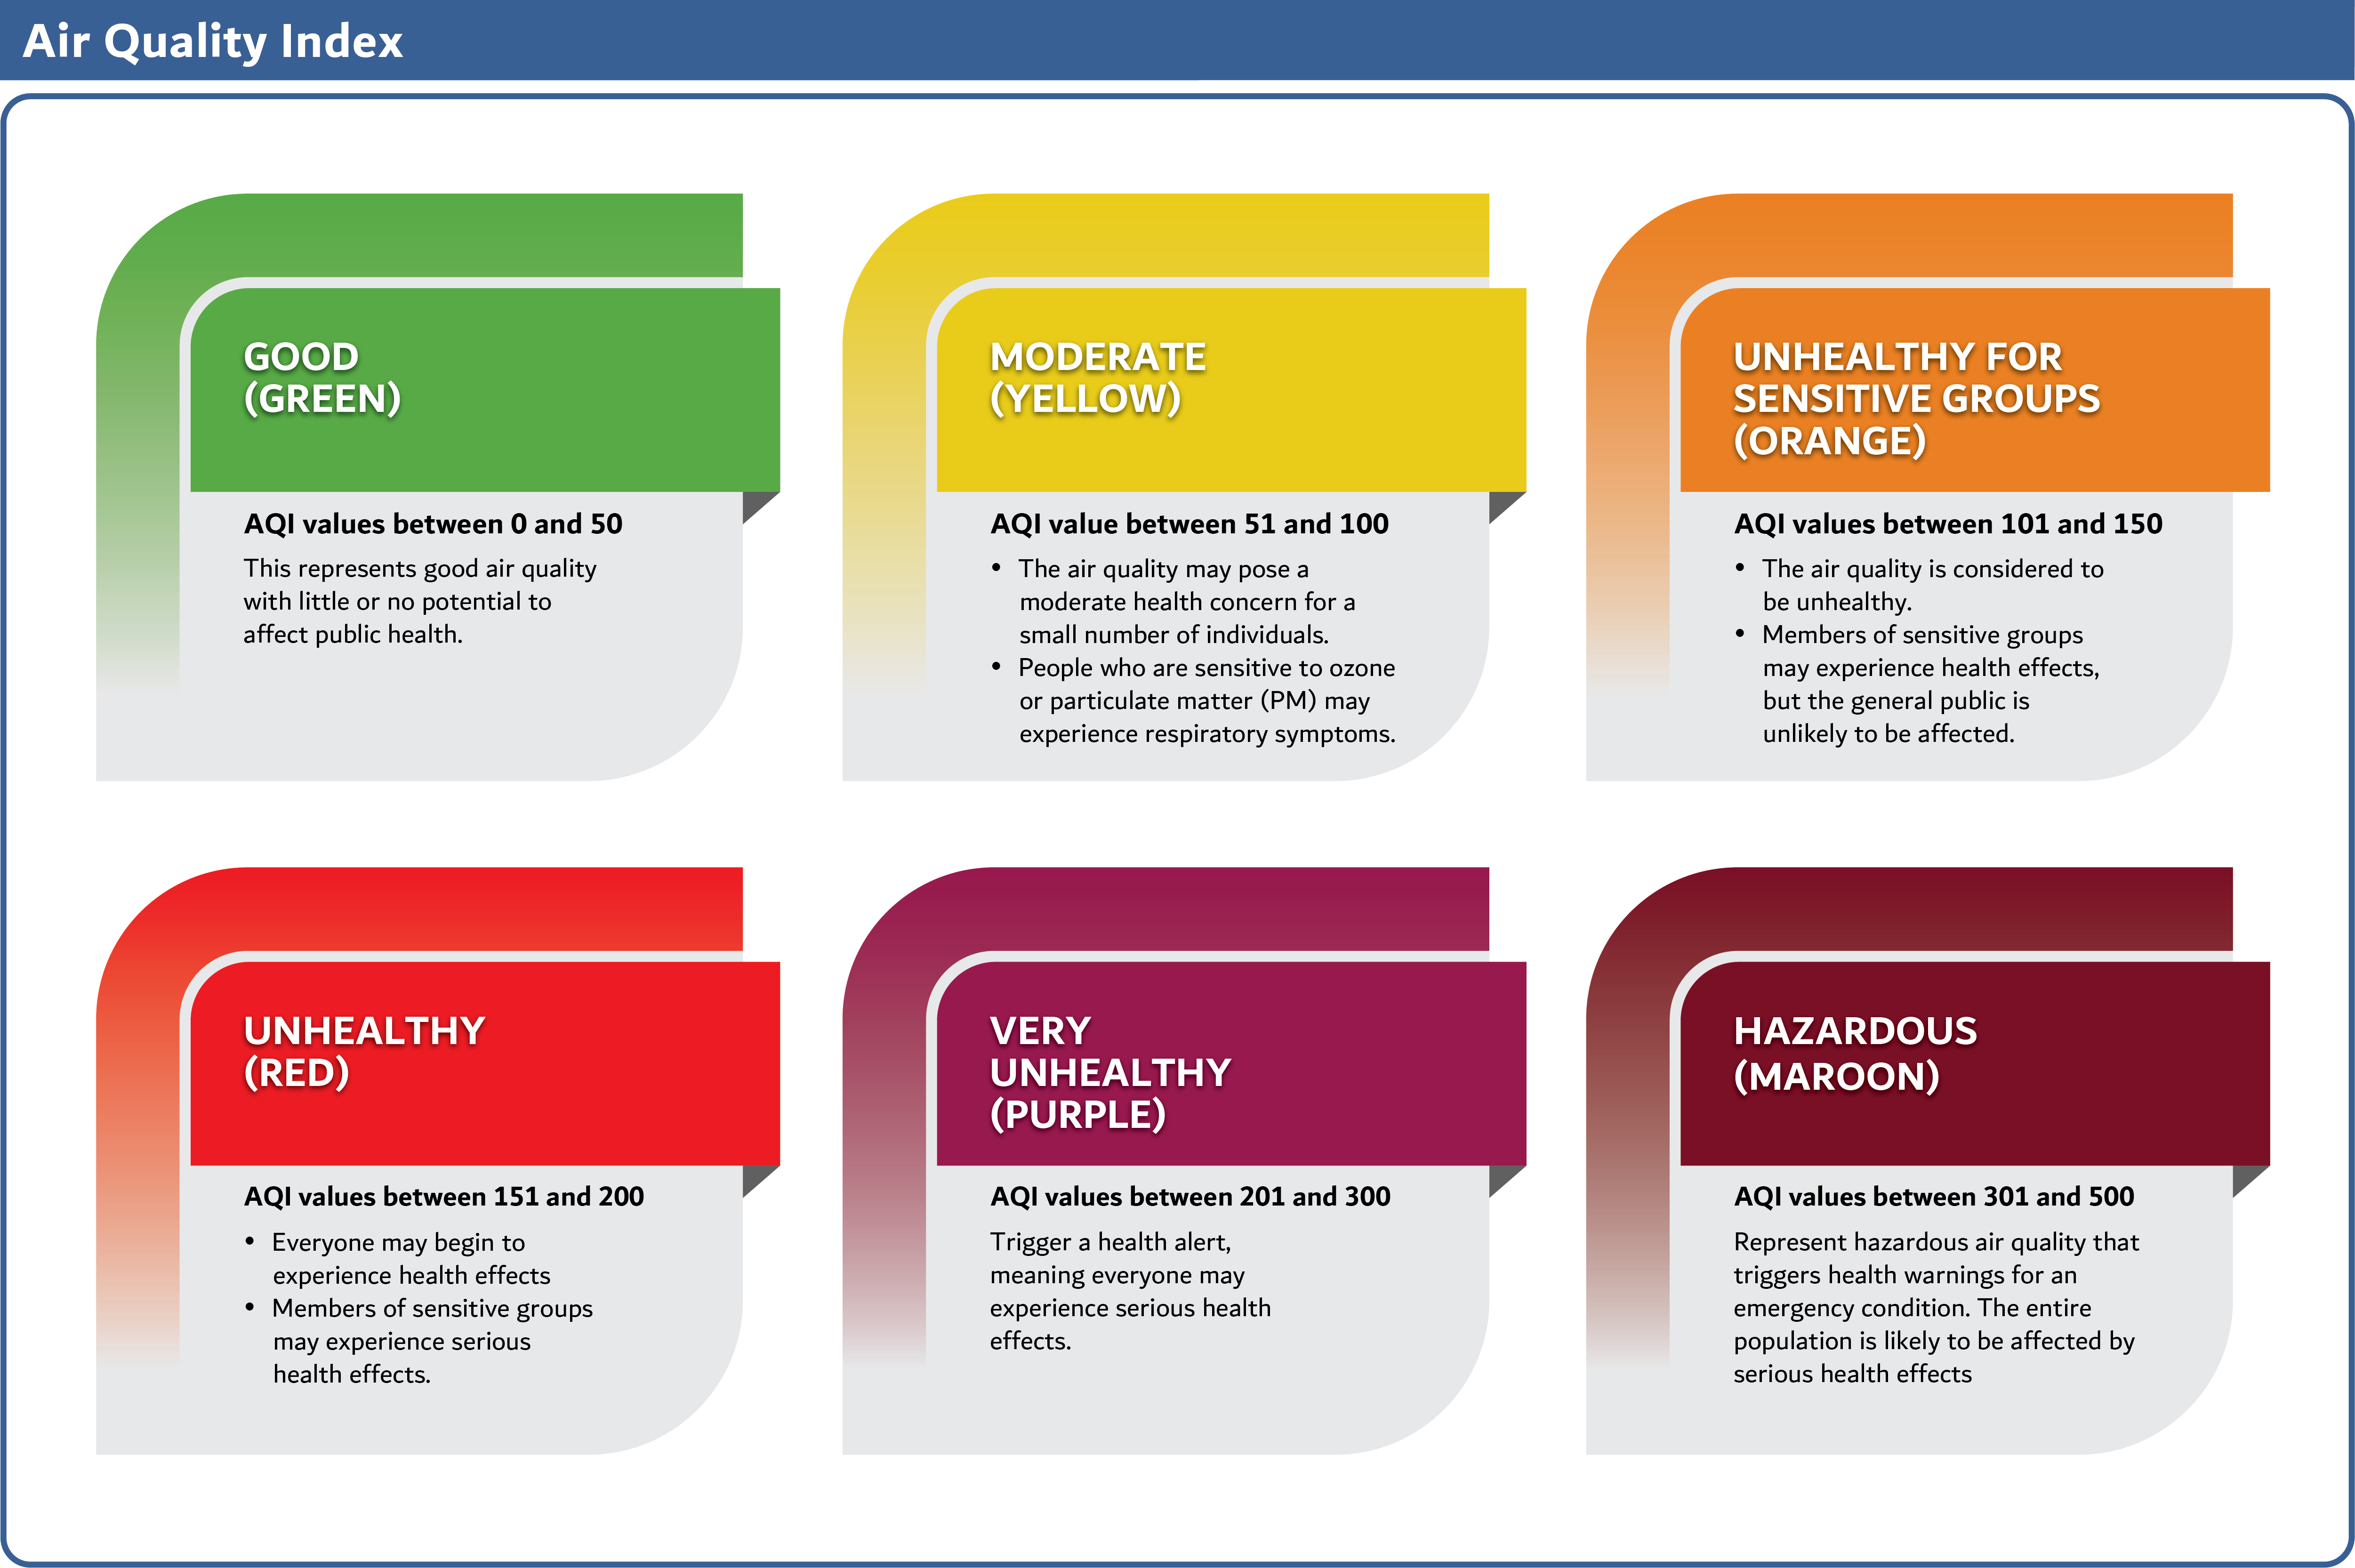 Air Quality Index
GOOD
(GREEN)
AQI values between 0 and 50
This represents good air quality
with little or no potential to
affect public health.
MODERATE
(YELLOW)
AQI value between 51 and 100
• The air quality may pose a
moderate health concern for a
small number of individuals.
• People who are sensitive to ozone
or particulate matter (PM) may
experience respiratory symptoms.
UNHEALTHY FOR
SENSITIVE GROUPS
(ORANGE)
AQI values between 101 and 150
• The air quality is considered to
be unhealthy.
• Members of sensitive groups
may experience health effects,
but the general public is
unlikely to be affected.
UNHEALTHY
(RED)
AQI values between 151 and 200
• Everyone may begin to
experience health effects
• Members of sensitive groups
may experience serious
health effects.
VERY
UNHEALTHY
(PURPLE)
AQI values between 201 and 300
Trigger a health alert,
meaning everyone may
experience serious health
effects.
HAZARDOUS
(MAROON)
AQI values between 301 and 500
Represent hazardous air quality that
triggers health warnings for an
emergency condition. The entire
population is likely to be affected by
serious health effects